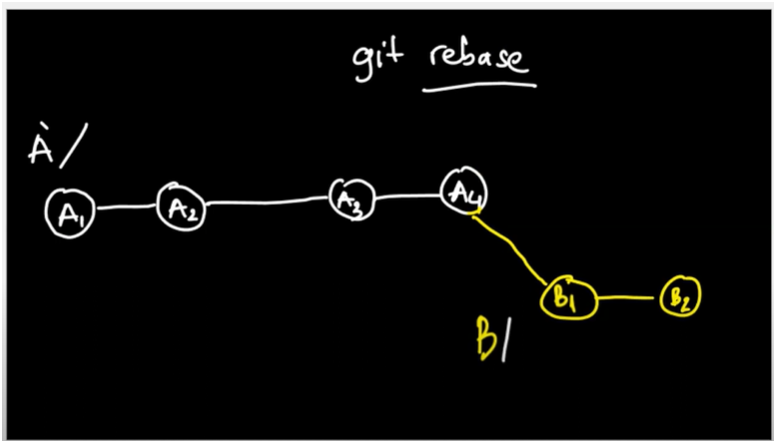 git rebase
A/
A1 A2 A3 A4
B1 B2
B/